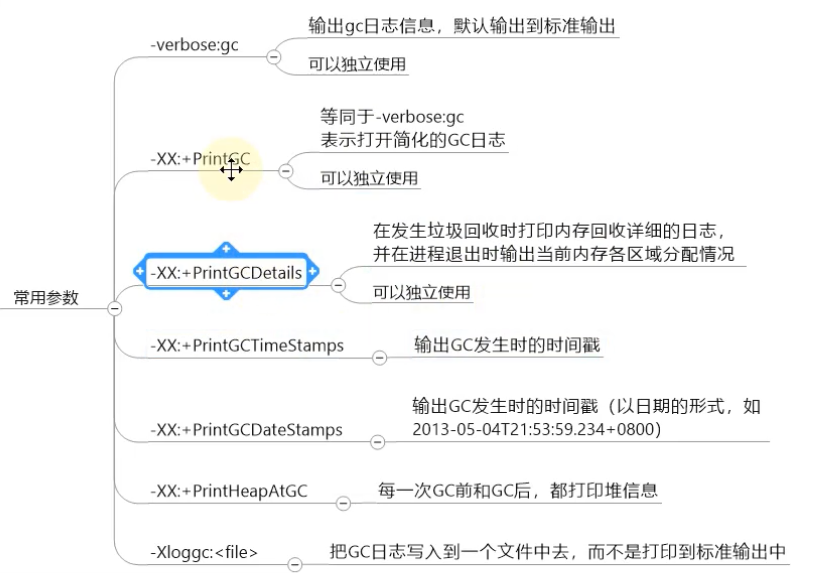 常用参数
-verbose:gc
输出gc日志信息，默认输出到标准输出
可以独立使用
-XX:+PrintGC
等同于-verbose:gc
表示打开简化的GC日志
可以独立使用
-XX:+PrintGCDetails
在发生垃圾回收时打印内存回收详细的日志，
并在进程退出时输出当前内存各区域分配情况
可以独立使用
-XX:+PrintGCTimeStamps
输出GC发生时的时间戳
-XX:+PrintGCDateStamps
输出GC发生时的时间戳（以日期的形式，如
2013-05-04T21:53:59.234+0800）
-XX:+PrintHeapAtGC
每一次GC前和GC后，都打印堆信息
-Xloggc:<file>
把GC日志写入到一个文件中去，而不是打印到标准输出中